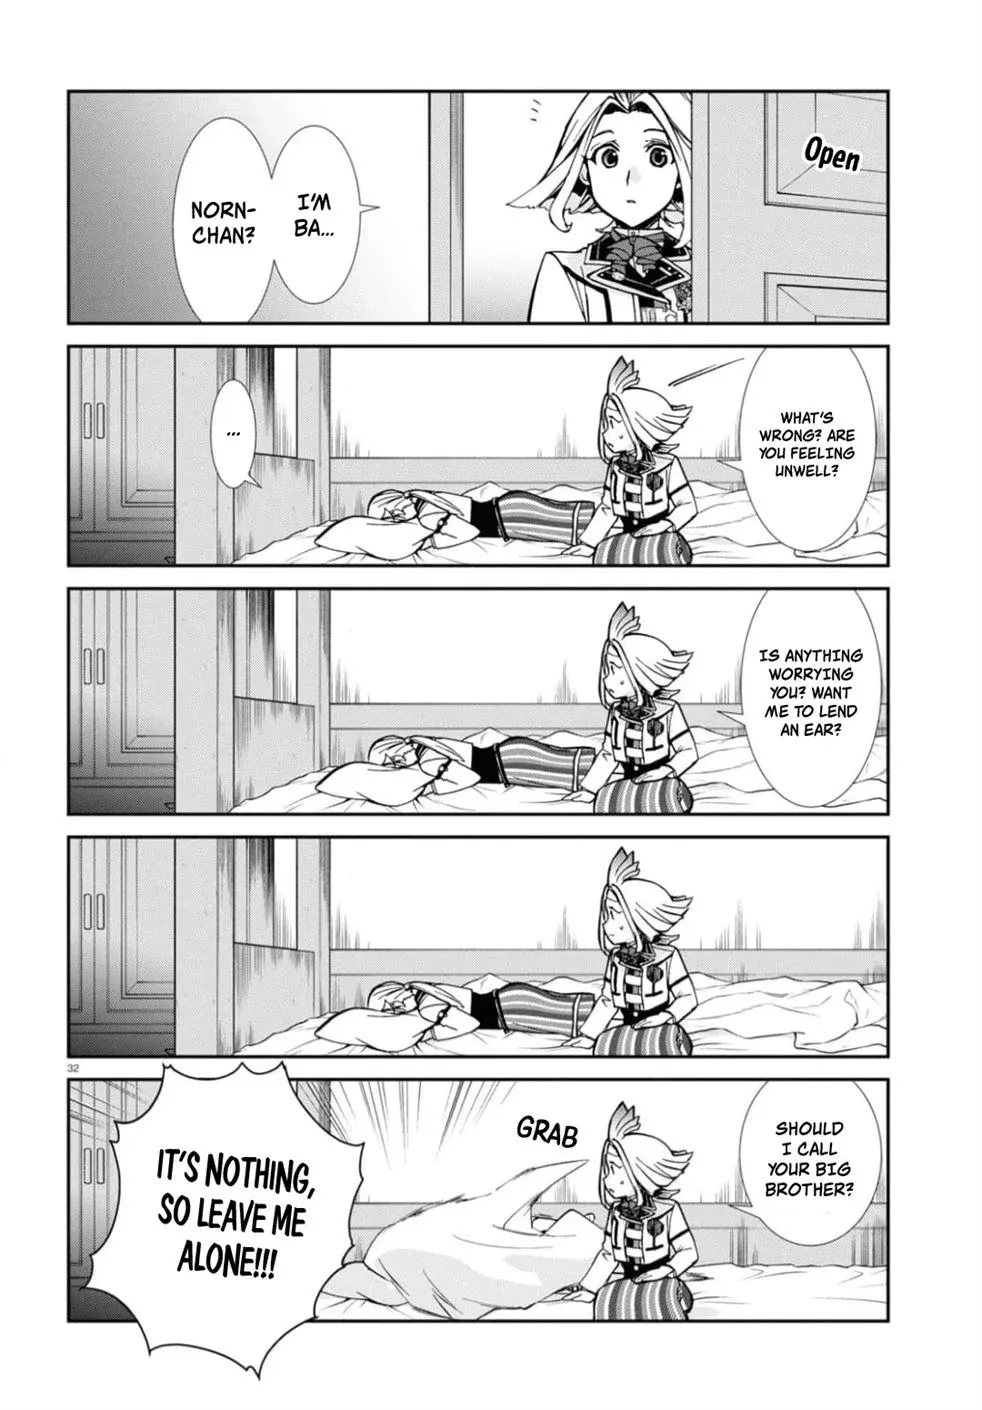 Open
I'M
BA...
NORN-
CHAN?
WHAT'S
WRONG? ARE
YOU FEELING
UNWELL?
...
IS ANYTHING
WORRYING
YOU? WANT
ME TO LEND
AN EAR?
32
SHOULD
I CALL
YOUR BIG
BROTHER?
GRAB
IT'S NOTHING,
SO LEAVE ME
ALONE!!!